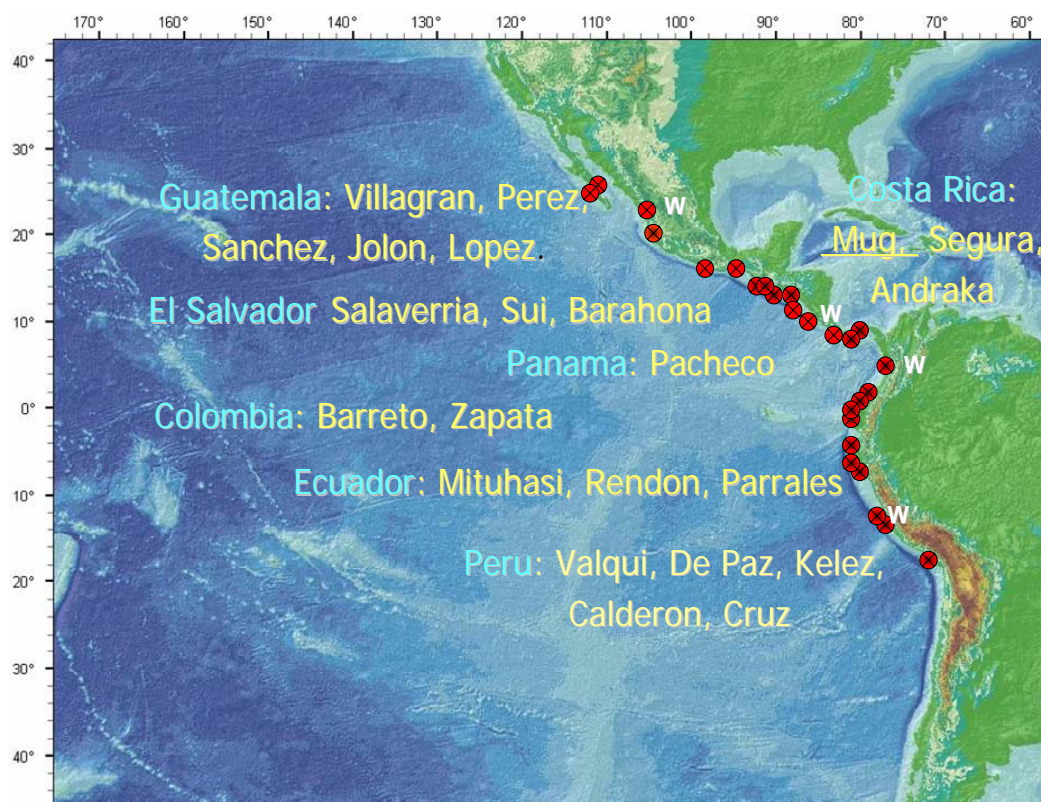 170° 160° 150° 140° 130° 120° 110° 100° 90° 80° 70° 60°
40°
30°
Guatemala: Villagran, Perez,
W
Costa Rica:
20°
Sanchez, Jolon, Lopez.
Mug, Segura,
Andraka
10°
El Salvador Salaverria, Sui, Barahona
W
Panama: Pacheco
W
0°
Colombia: Barreto, Zapata
10°
Ecuador: Mituhasi, Rendon, Parrales
W
20°
Peru: Valqui, De Paz, Kelez,
Calderon, Cruz
30°
40°